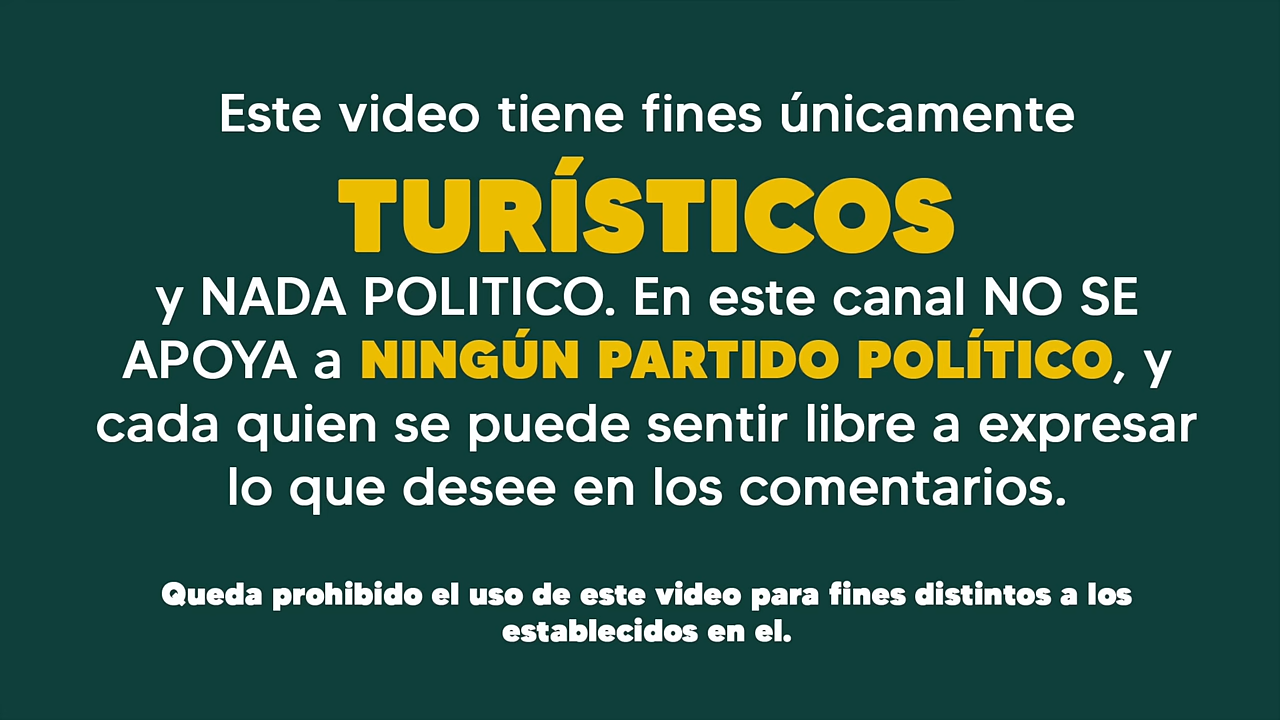 Este video tiene fines únicamente
TURÍSTICOS
y NADA POLITICO. En este canal NO SE
APOYA a NINGÚN PARTIDO POLÍTICO, y
cada quien se puede sentir libre a expresar
lo que desee en los comentarios.
Queda prohibido el uso de este video para fines distintos a los
establecidos en el.